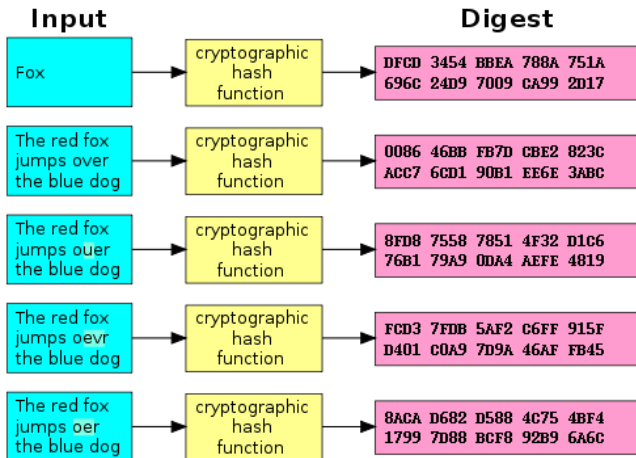 Input
Digest
Fox
cryptographic
hash
function
DFCD 3454 BBEA 788A 751A
696C 24D9 7009 CA99 2D17
The red fox
jumps over
the blue dog
cryptographic
hash
function
0086 46BB FB7D CBE2 823C
ACC7 6CD1 90B1 EE6E 3ABC
The red fox
jumps ouer
the blue dog
cryptographic
hash
function
8FD8 7558 7851 4F32 D1C6
76B1 79A9 0DA4 AEFE 4819
The red fox
jumps oevr
the blue dog
cryptographic
hash
function
FCD3 7FDB 5AF2 C6FF 915F
D401 C0A9 7D9A 46AF FB45
The red fox
jumps oer
the blue dog
cryptographic
hash
function
8ACA D682 D588 4C75 4BF4
1799 7D88 BCF8 92B9 6A6C